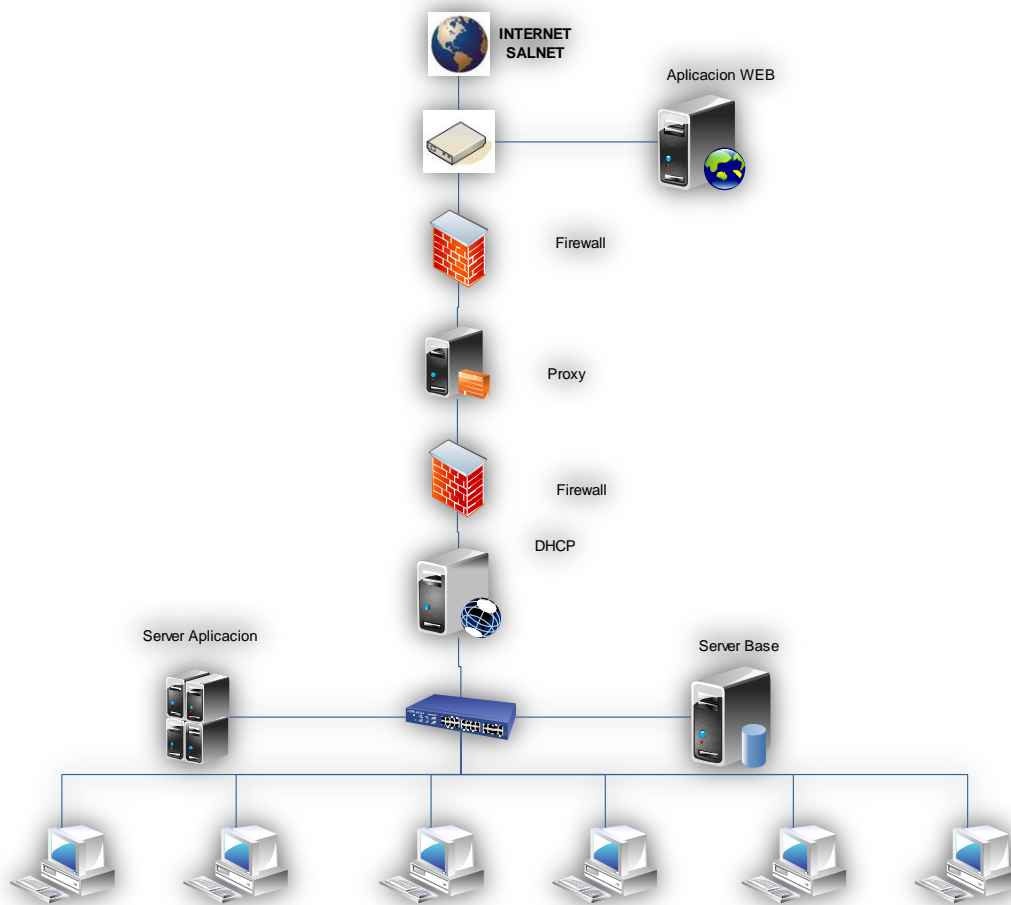 INTERNET
SALNET
Aplicacion WEB
Firewall
Proxy
Firewall
DHCP
Server Aplicacion
Server Base